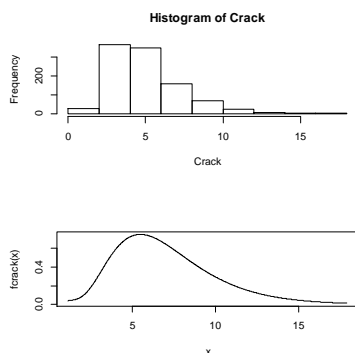 Histogram of Crack
Frequency
200
0
0 5 10 15
Crack
fcrack(x)
0.4
0.0
5 10 15
x